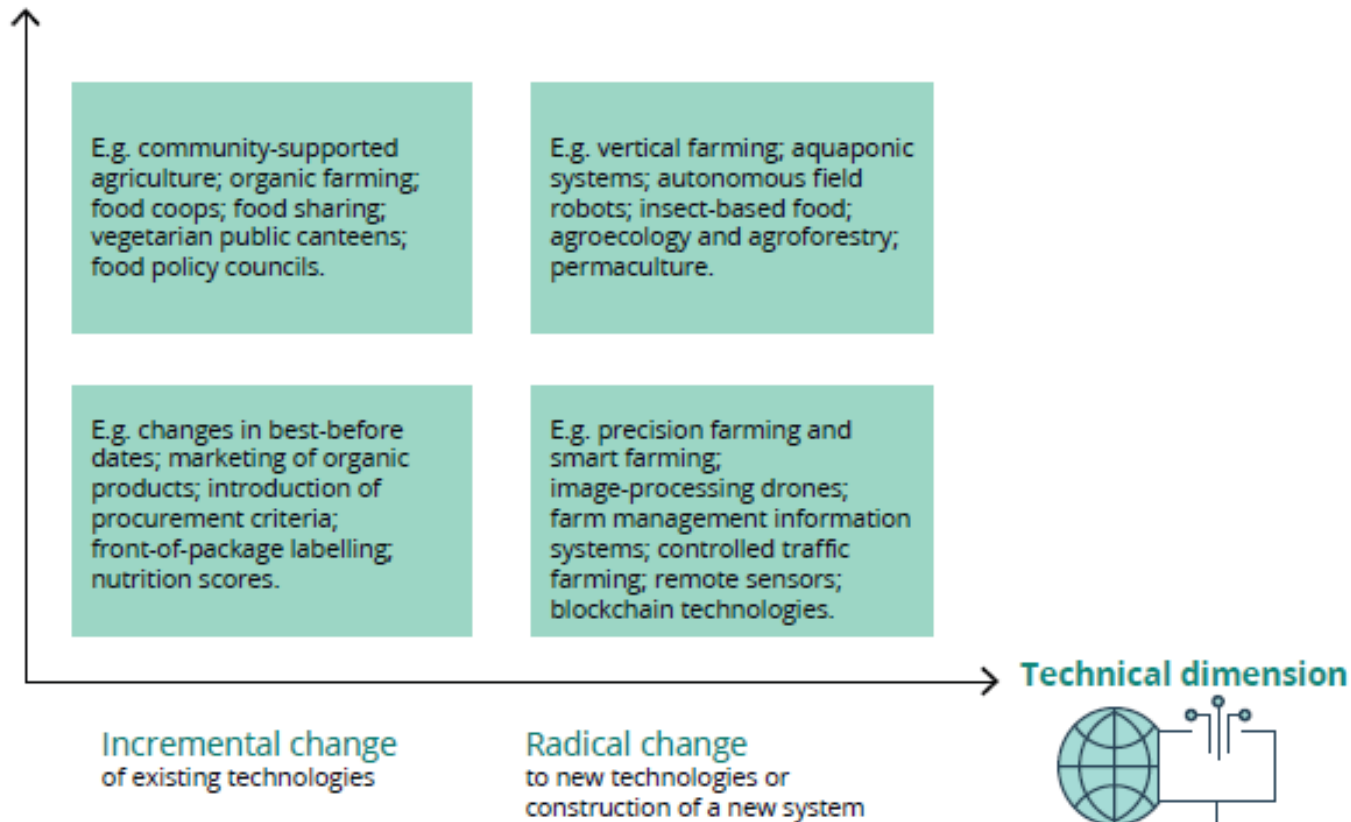 E.g. community-supported
agriculture; organic farming;
food coops; food sharing;
vegetarian public canteens;
food policy councils.
E.g. vertical farming; aquaponic
systems; autonomous field
robots; insect-based food;
agroecology and agroforestry;
permaculture.
E.g. changes in best-before
dates; marketing of organic
products; introduction of
procurement criteria;
front-of-package labelling;
nutrition scores.
E.g. precision farming and
smart farming;
image-processing drones;
farm management information
systems; controlled traffic
farming; remote sensors;
blockchain technologies.
Technical dimension
Incremental change
of existing technologies
Radical change
to new technologies or
construction of a new system